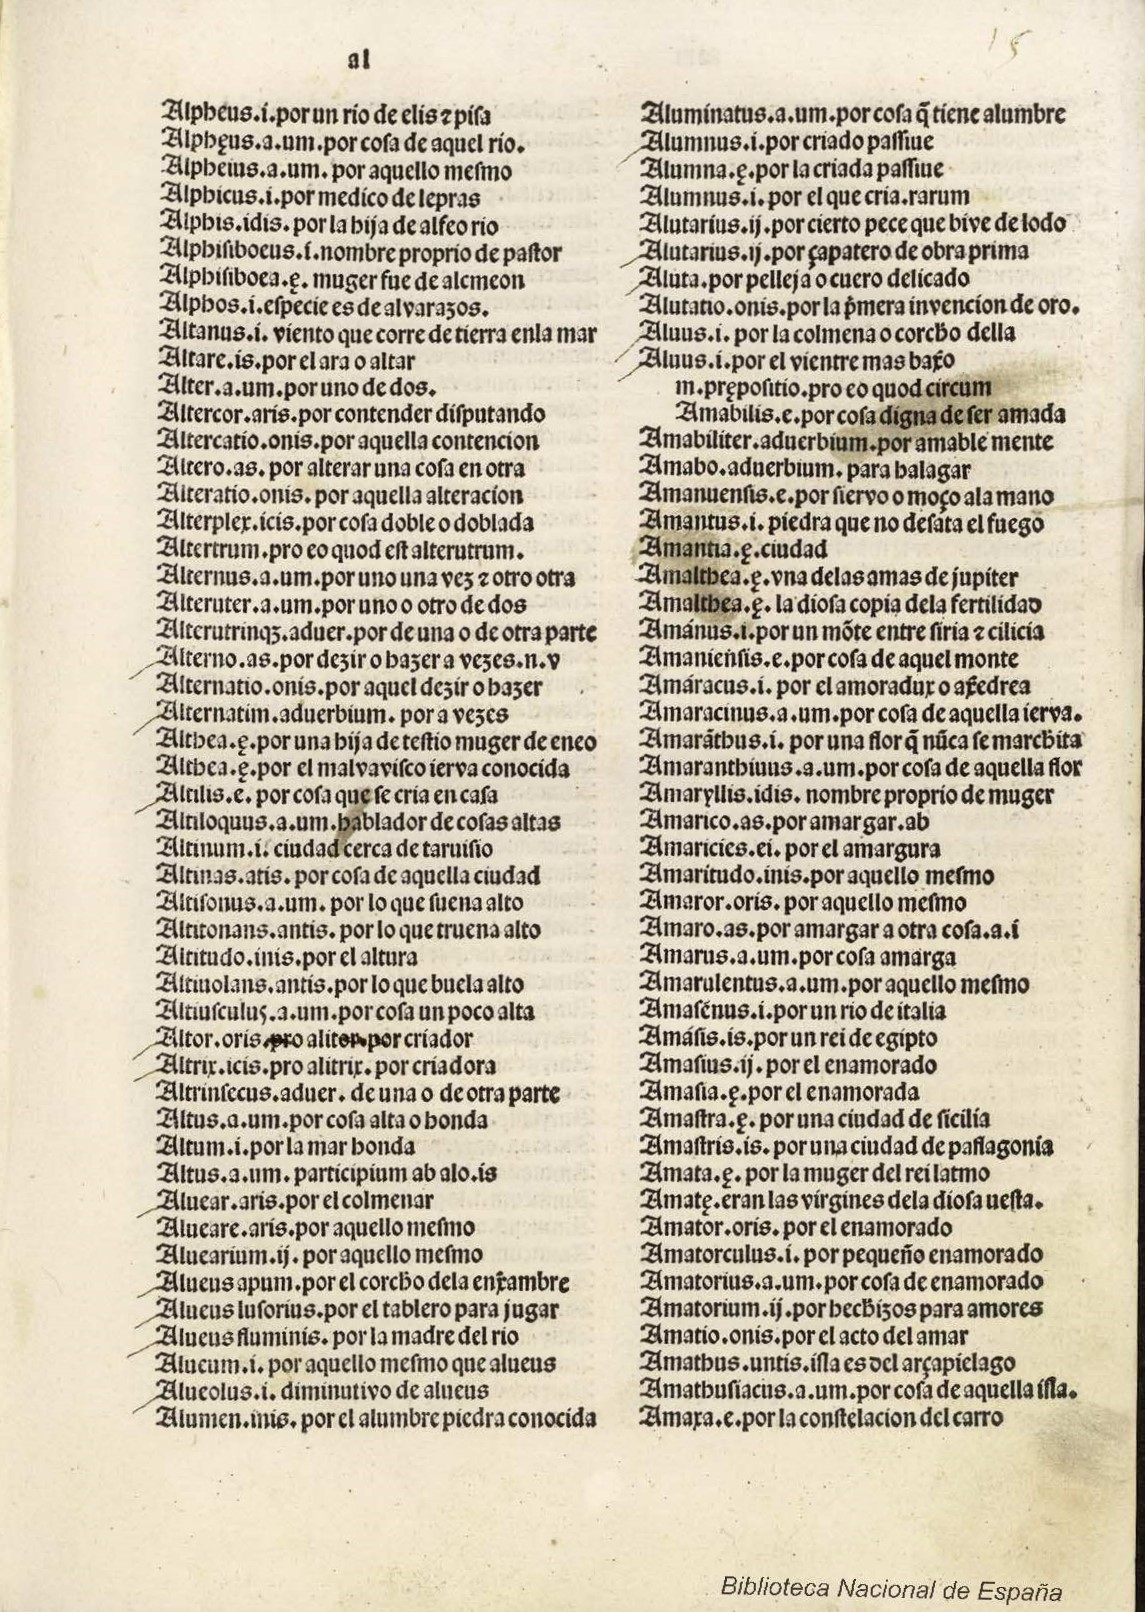 al
15
Alpheus.i.por un rio de elis ⁊ pisa
Alphęus.a.um.por cosa de aquel rio.
Alpheius.a.um. por aquello mesmo
Alphicus.i.por medico de lepras
Alphis.idis.por la hija de alfeo rio
Alphisiboeus.i.nombre proprio de pastor
Alphisiboea.ę. muger fue de alcmeon
Alphos.i.especie es de alvarazos.
Altanus.i. viento que corre de tierra enla mar
Altare.is.por el ara o altar
Alter.a.um.por uno de dos.
Altercor.aris.por contender disputando
Altercatio.onis.por aquella contencion
Altero.as. por alterar una cosa en otra
Alteratio.onis. por aquella alteracion
Alterplex.icis.por cosa doble o doblada
Altertrum.pro eo quod est alterutrum.
Alternus.a.um.por uno una vez ⁊ otro otra
Alteruter.a.um.por uno o otro de dos
Alterutrinqꝫ.aduer.por de una o de otra parte
Alterno.as.por dezir o hazer a vezes.n.v
Alternatio.onis.por aquel dezir o hazer
Alternatim.aduerbium. por a vezes
Althea.ę.por una hija de testio muger de eneo
Althea.ę.por el malvavisco ierva conocida
Altilis.e. por cosa que se cria en casa
Altiloquus.a.um.hablador de cosas altas
Altinum.i. ciudad cerca de taruisio
Altinas.atis. por cosa de aquella ciudad
Altisonus.a.um. por lo que suena alto
Altitonans.antis. por lo que truena alto
Altitudo.inis.por el altura
Altiuolans.antis.por lo que buela alto
Altiusculus.a.um.por cosa un poco alta
Altor.oris.pro alitor.por criador
Altrix.icis.pro alitrix. por criadora
Altrinsecus.aduer. de una o de otra parte
Altus.a.um.por cosa alta o honda
Altum.i.por la mar honda
Altus.a.um. participium ab alo.is
Aluear.aris.por el colmenar
Alueare.aris.por aquello mesmo
Aluearium.ij. por aquello mesmo
Alueus apum.por el corcho dela enxambre
Alueus lusorius.por el tablero para jugar
Alueus fluminis. por la madre del rio
Alueum.i. por aquello mesmo que alueus
Alueolus.i. diminutivo de alueus
Alumen.inis. por el alumbre piedra conocida
Aluminatus.a.um.por cosa q̃ tiene alumbre
Alumnus.i.por criado passiue
Alumna.ę.por la criada passiue
Alumnus.i.por el que cria.rarum
Alutarius.ij.por cierto pece que bive de lodo
Alutarius.ij.por çapatero de obra prima
Aluta.por pelleja o cuero delicado
Alutatio.onis.por la p̃mera invencion de oro.
Aluus.i. por la colmena o corcho della
Aluus.i.por el vientre mas baxo
m.prępositio.pro eo quod circum
Amabilis.e.por cosa digna de ser amada
Amabiliter.aduerbium.por amable mente
Amabo.aduerbium. para halagar
Amanuensis.e.por siervo o moço ala mano
Amantus.i. piedra que no desata el fuego
Amantia.ę.ciudad
Amalthea.ę.vna delas amas de jupiter
Amalthea.ę. la diosa copia dela fertilidad
Amánus.i.por un mõte entre siria ⁊ cilicia
Amaniensis.e.por cosa de aquel monte
Amáracus.i. por el amoradux o axedrea
Amaracinus.a.um.por cosa de aquella ierva.
Amarãthus.i. por una flor q̃ nũca se marchita
Amaranthiuus.a.um.por cosa de aquella flor
Amaryllis.idis. nombre proprio de muger
Amarico.as.por amargar.ab
Amaricies.ei. por el amargura
Amaritudo.inis.por aquello mesmo
Amaror.oris. por aquello mesmo
Amaro.as.por amargar a otra cosa.a.i
Amarus.a.um.por cosa amarga
Amarulentus.a.um.por aquello mesmo
Amasénus.i.por un rio de italia
Amásis.is.por un rei de egipto
Amasius.ij. por el enamorado
Amasia.ę.por el enamorada
Amastra.ę. por una ciudad de sicilia
Amastris.is. por una ciudad de paflagonia
Amata.ę. por la muger del rei latmo
Amatę.eran las virgines dela diosa uesta.
Amator.oris. por el enamorado
Amatorculus.i. por pequeño enamorado
Amatorius.a.um.por cosa de enamorado
Amatorium.ij.por hechizos para amores
Amatio.onis.por el acto del amar
Amathus.untis.isla es del arçapielago
Amathusiacus.a.um.por cosa de aquella isla.
Amaxa.e.por la constelacion del carro
Biblioteca Nacional de España